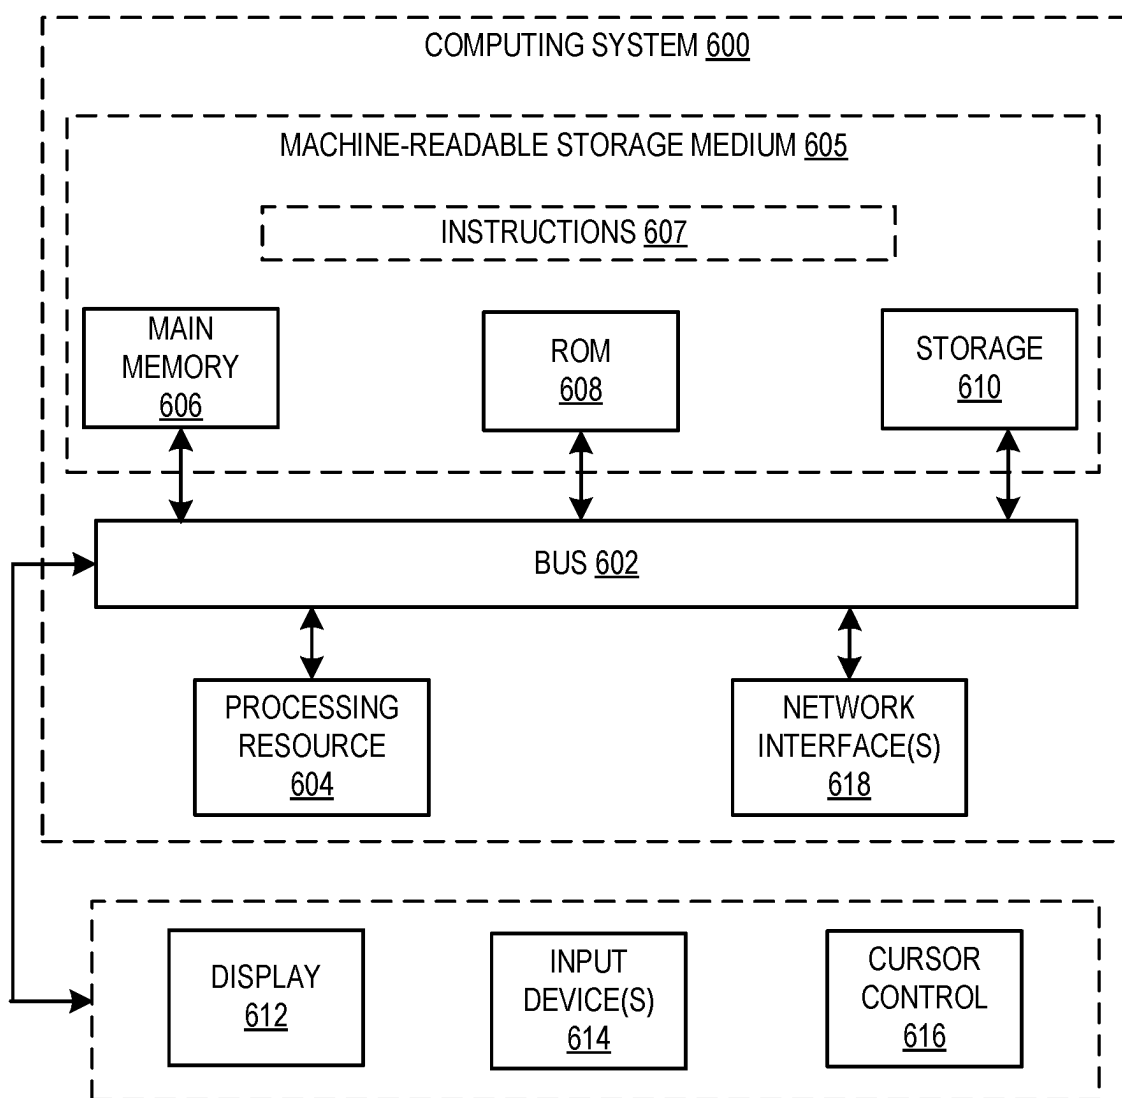 COMPUTING SYSTEM 600
MACHINE-READABLE STORAGE MEDIUM 605
INSTRUCTIONS 607
MAIN
MEMORY
606
ROM
608
STORAGE
610
BUS 602
PROCESSING
RESOURCE
604
NETWORK
INTERFACE(S)
618
DISPLAY
612
INPUT
DEVICE(S)
614
CURSOR
CONTROL
616